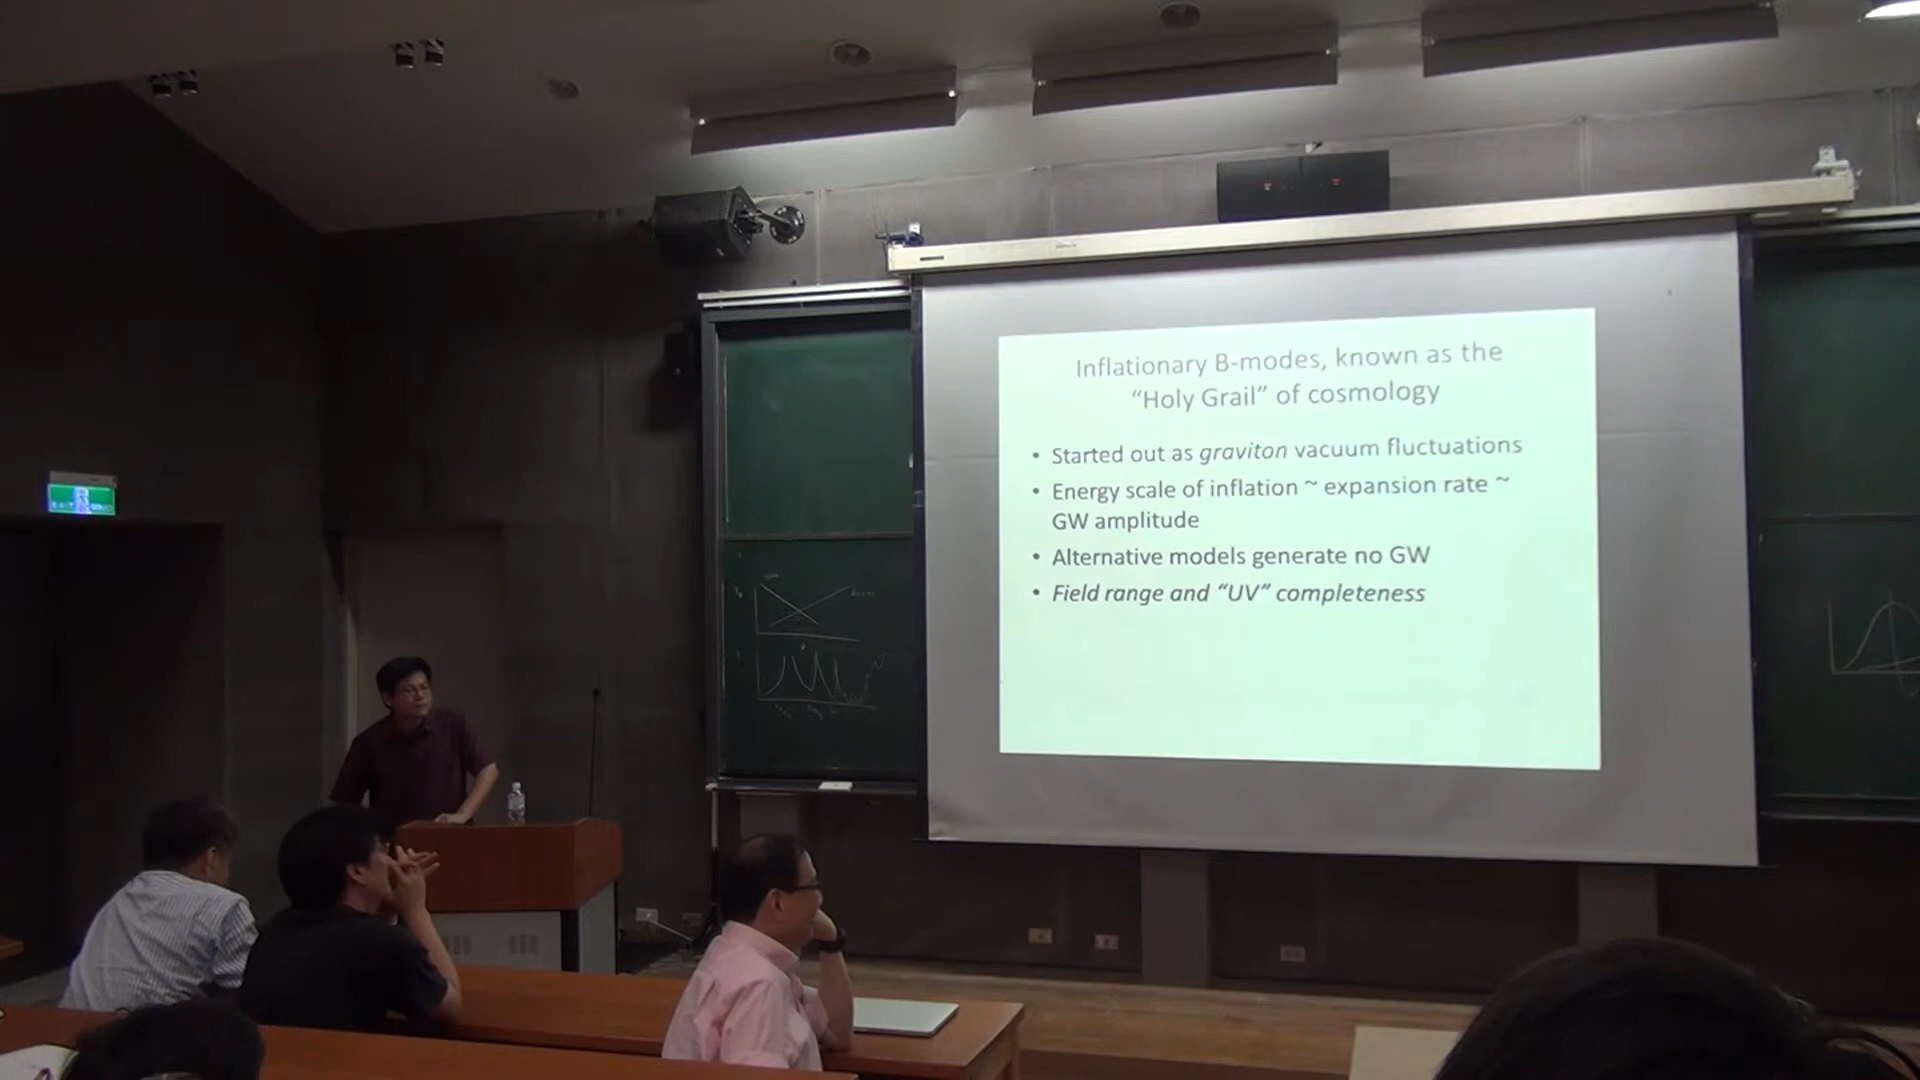 Inflationary B-modes, known as the
“Holy Grail” of cosmology
• Started out as graviton vacuum fluctuations
• Energy scale of inflation ~ expansion rate ~
GW amplitude
• Alternative models generate no GW
• Field range and “UV” completeness